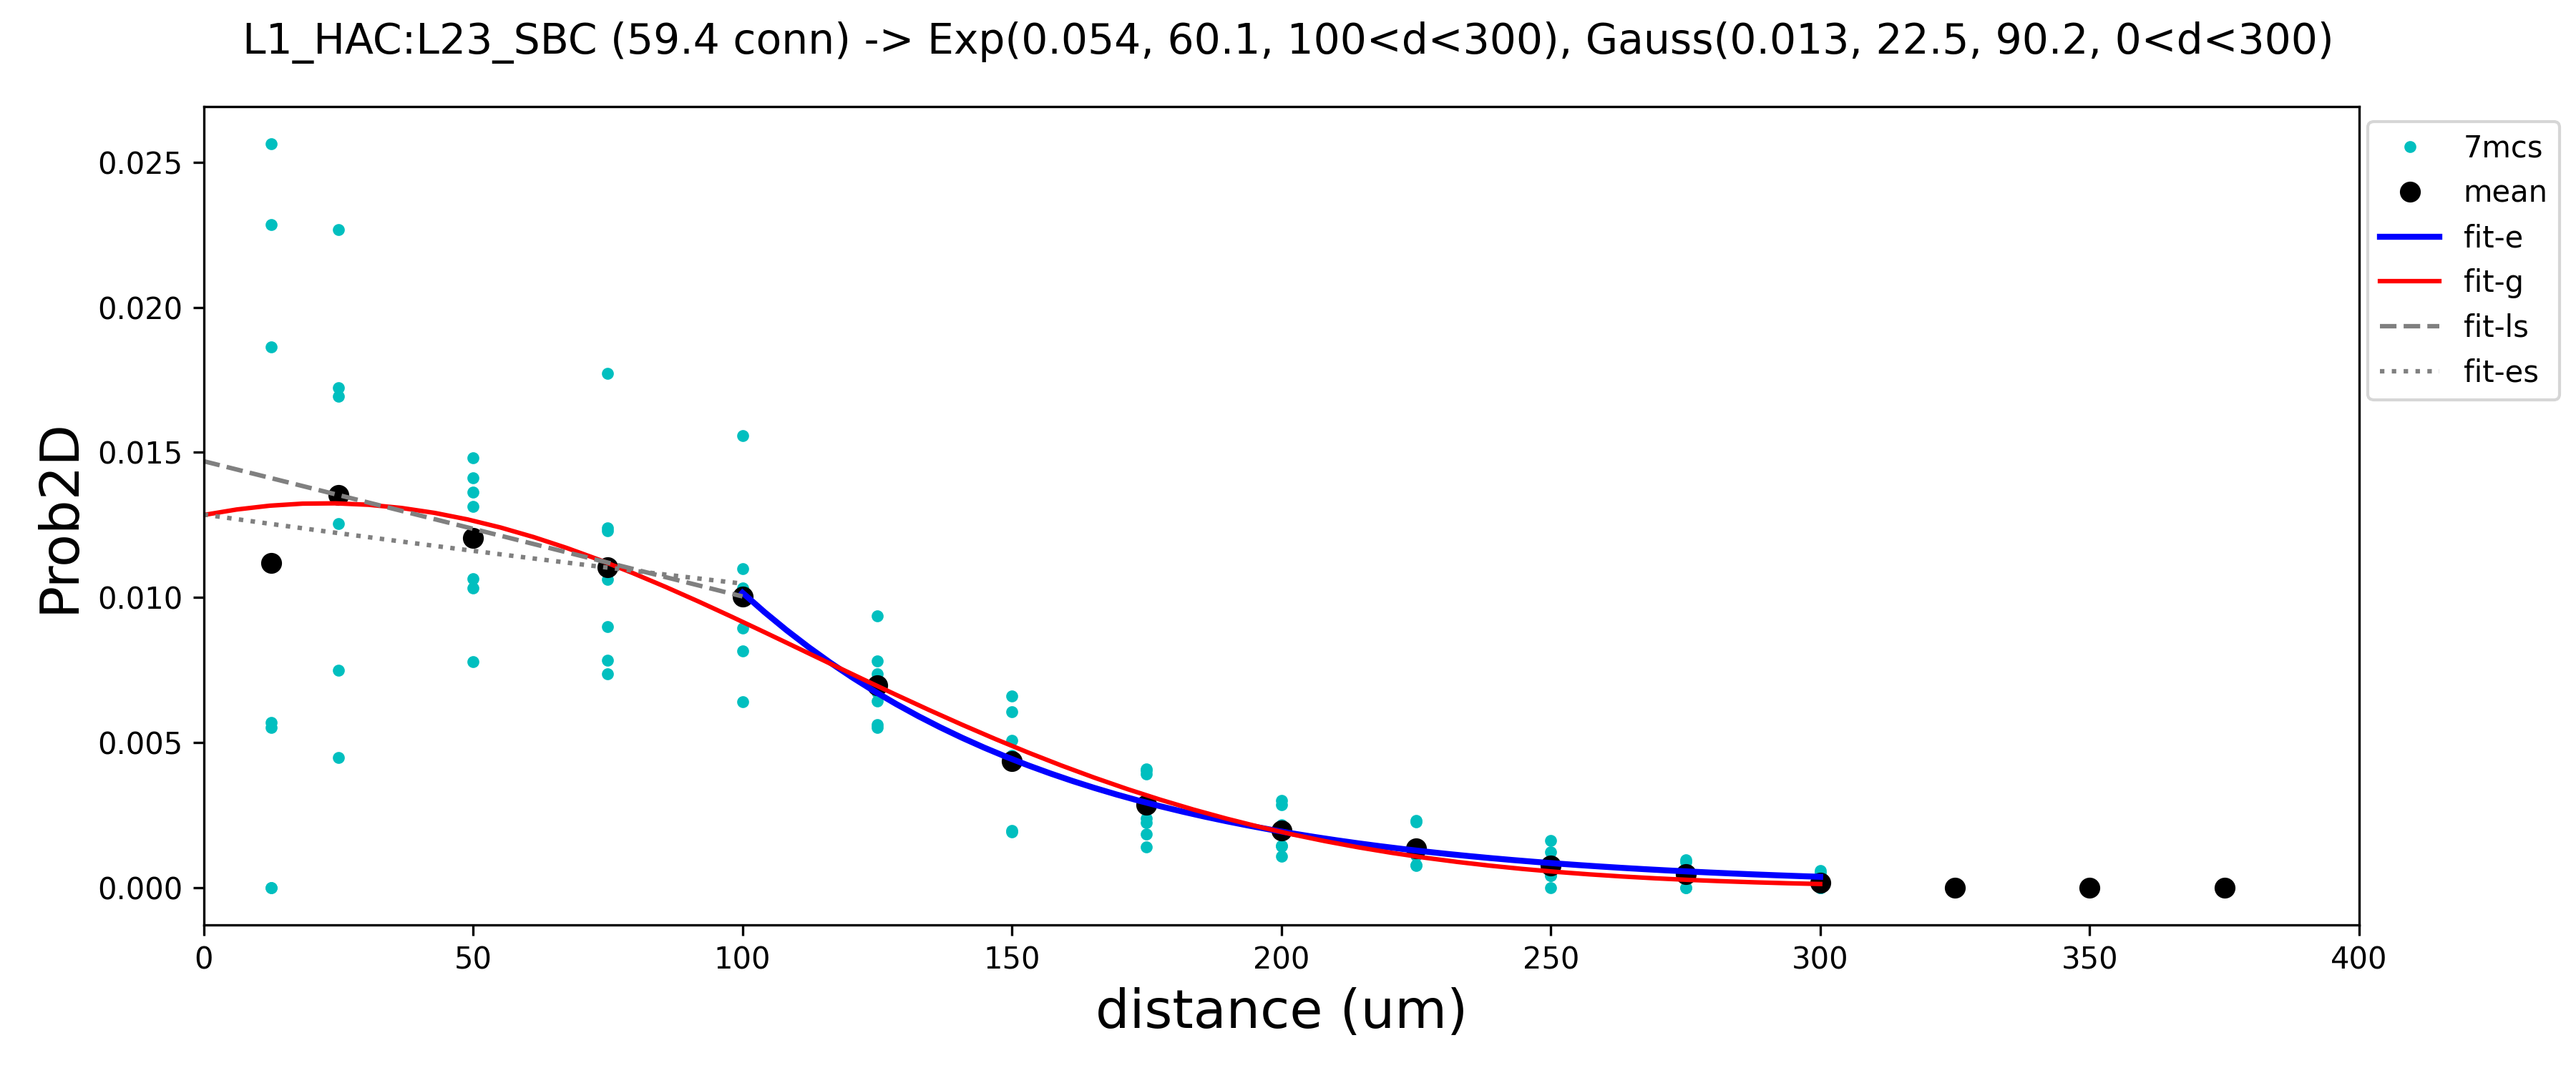 L1_HAC:L23_SBC (59.4 conn) -> Exp(0.054, 60.1, 100<d<300), Gauss(0.013, 22.5, 90.2, 0<d<300)
7mcs
mean
fit-e
fit-g
fit-ls
fit-es
Prob2D
0.025
0.020
0.015
0.010
0.005
0.000
0 50 100 150 200 250 300 350 400
distance (um)